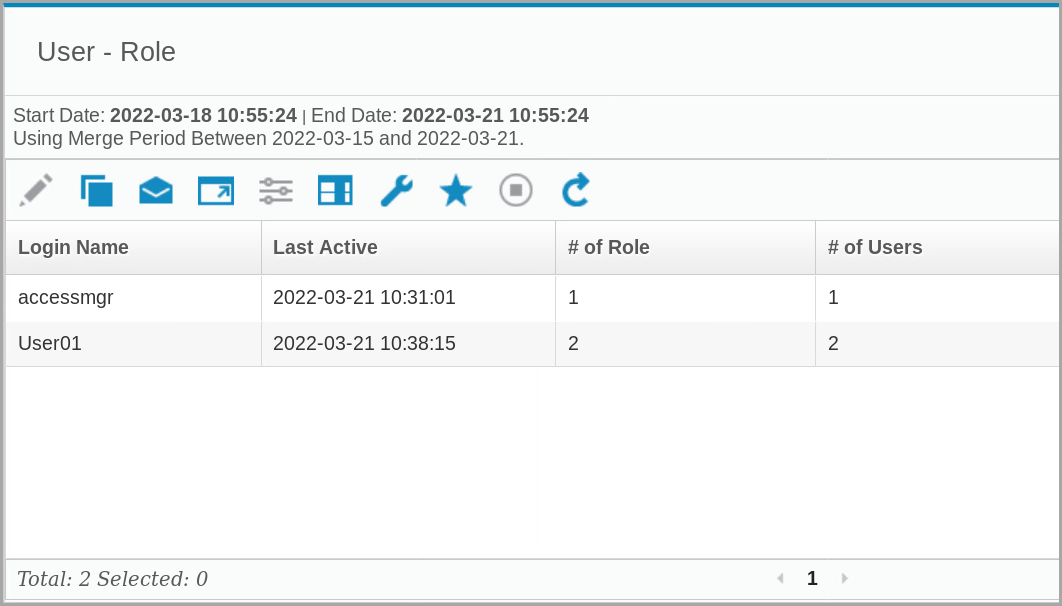 User - Role
Start Date: 2022-03-18 10:55:24 | End Date: 2022-03-21 10:55:24
Using Merge Period Between 2022-03-15 and 2022-03-21.
Login Name Last Active # of Role # of Users
accessmgr 2022-03-21 10:31:01 1 1
User01 2022-03-21 10:38:15 2 2
Total: 2 Selected: 0 1